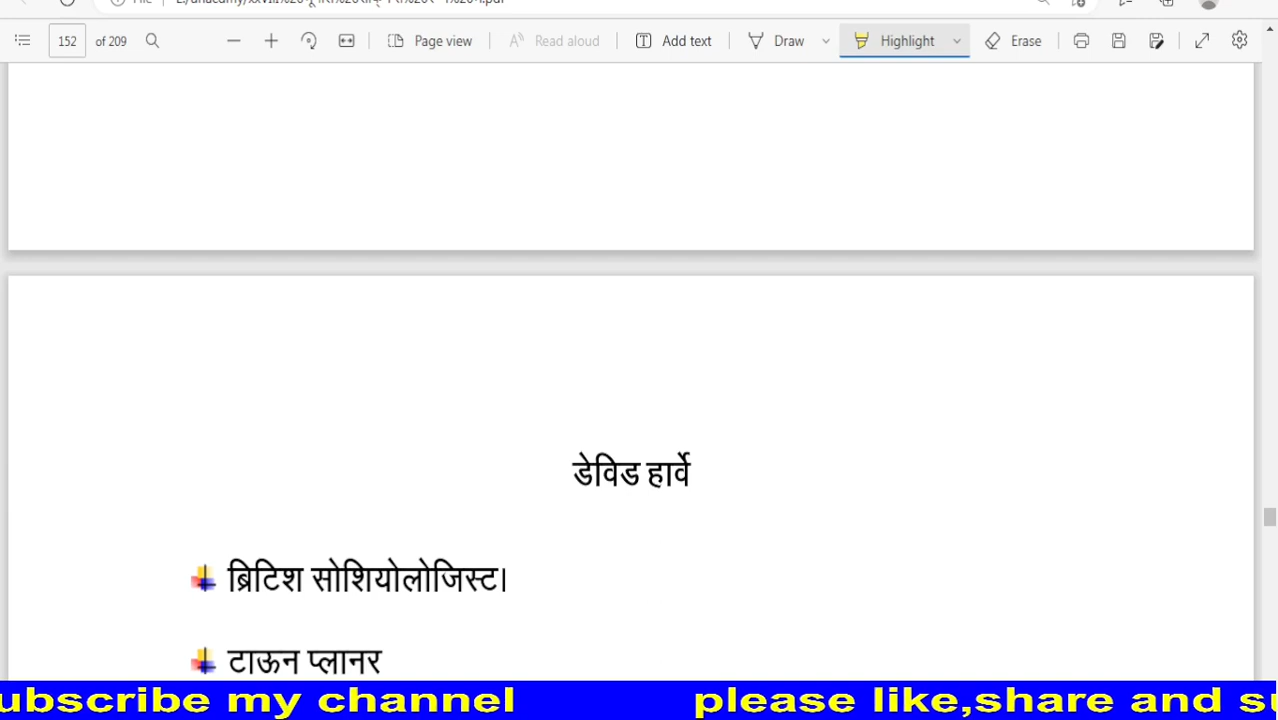 152 of 209 Page view Read aloud Add text Draw Highlight Erase
डेविड हार्वे
ब्रिटिश सोशियोलोजिस्ट।
टाऊन प्लानर
ubscribe my channel please like,share and su